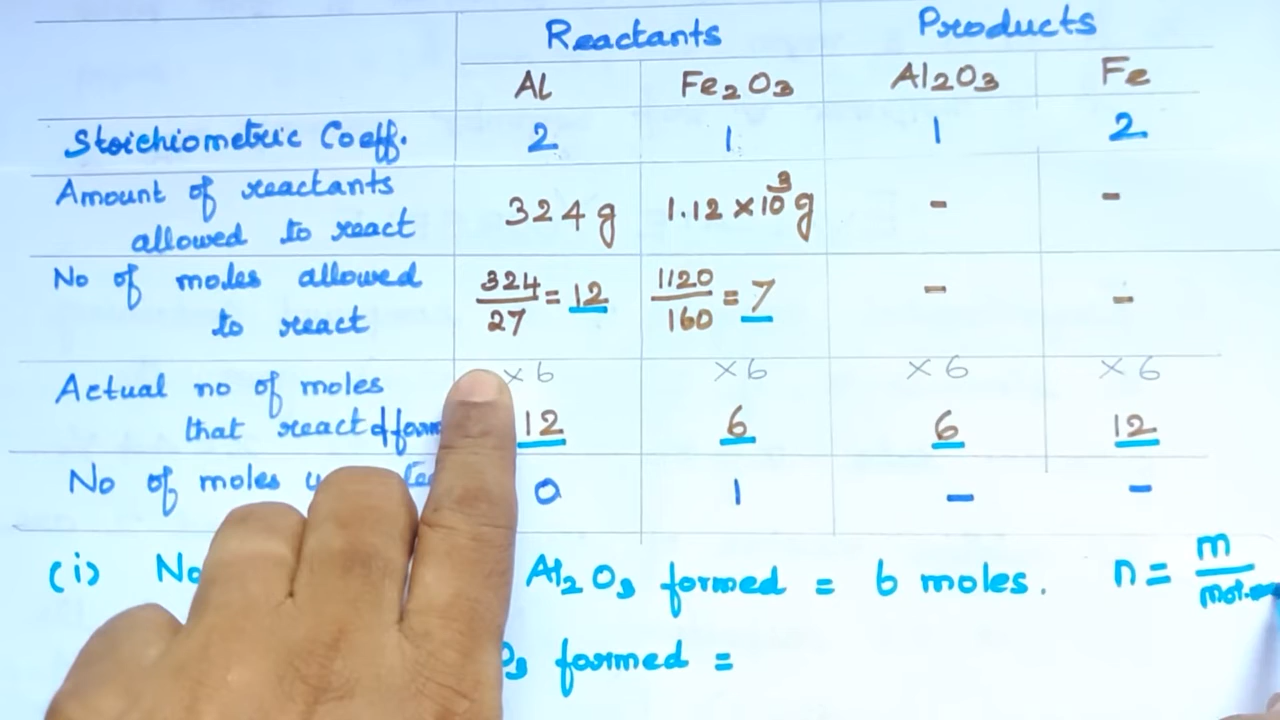 Reactants Products
Al Fe2O3 Al2O3 Fe
Stoichiometric Coeff. 2 1 1 2
Amount of reactants
allowed to react 324 g 1.12 × 10³ g - -
No of moles allowed
to react 324/27 = 12 1120/160 = 7 - -
×6 ×6 ×6 ×6
Actual no of moles
that react & form 12 6 6 12
No of moles 0 1 - -
(i) No Al2O3 formed = 6 moles. n = m/mol.
O3 formed =